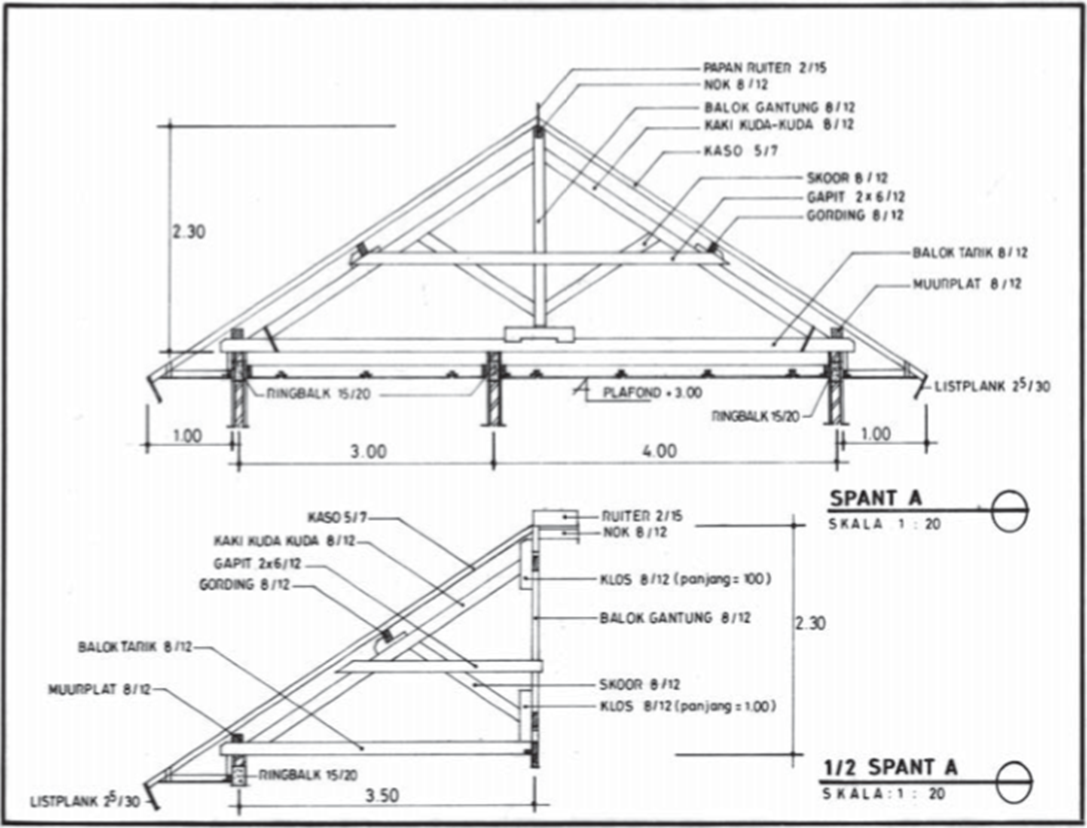 PAPAN RUITER 2/15
NOK 8/12
BALOK GANTUNG 8/12
KAKI KUDA-KUDA 8/12
KASO 5/7
SKOOR 8/12
GAPIT 2x6/12
GORDING 8/12
2.30
BALOK TARIK 8/12
MUURPLAT 8/12
RINGBALK 15/20
PLAFOND +3.00
LISTPLANK 2⁵/30
RINGBALK 15/20
1.00
1.00
3.00
4.00
SPANT A
SKALA 1 : 20
KASO 5/7
RUITER 2/15
NOK 8/12
KAKI KUDA KUDA 8/12
GAPIT 2x6/12
GORDING 8/12
KLOS 8/12 (panjang = 100)
BALOK GANTUNG 8/12
2.30
BALOK TARIK 8/12
MUURPLAT 8/12
SKOOR 8/12
KLOS 8/12 (panjang = 1.00)
RINGBALK 15/20
1/2 SPANT A
LISTPLANK 2⁵/30
3.50
SKALA : 1 : 20